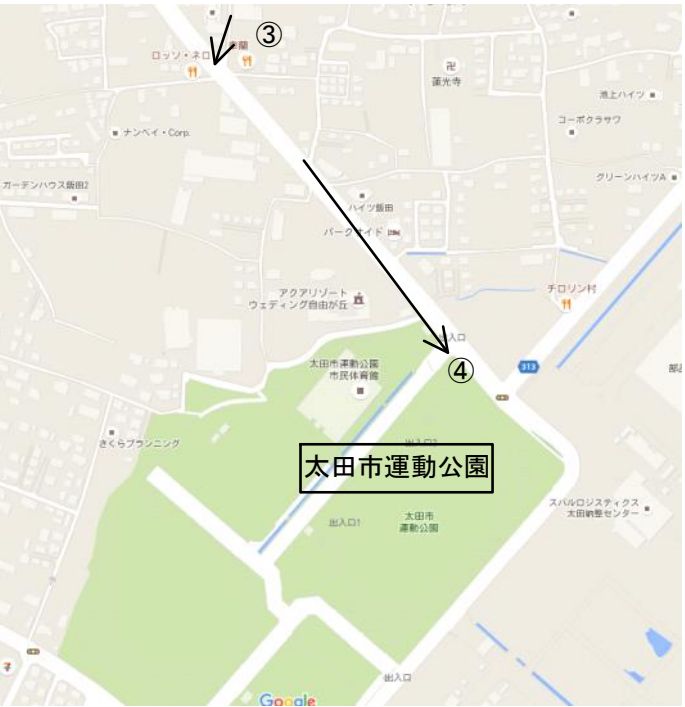 ③
ロッソ・ネロ
蓮光寺
池上ハイツ
コーポクラサワ
ナンベイ・Corp.
グリーンハイツA
ガーデンハウス飯田2
ハイツ飯田
パークサイド
チロリン村
アクアリゾート
ウェディング自由が丘
出入口
313
太田市運動公園
市民体育館
④
さくらプランニング
出入口2
太田市運動公園
スバルロジスティクス
太田納整センター
太田市
運動公園
出入口1
出入口
Google